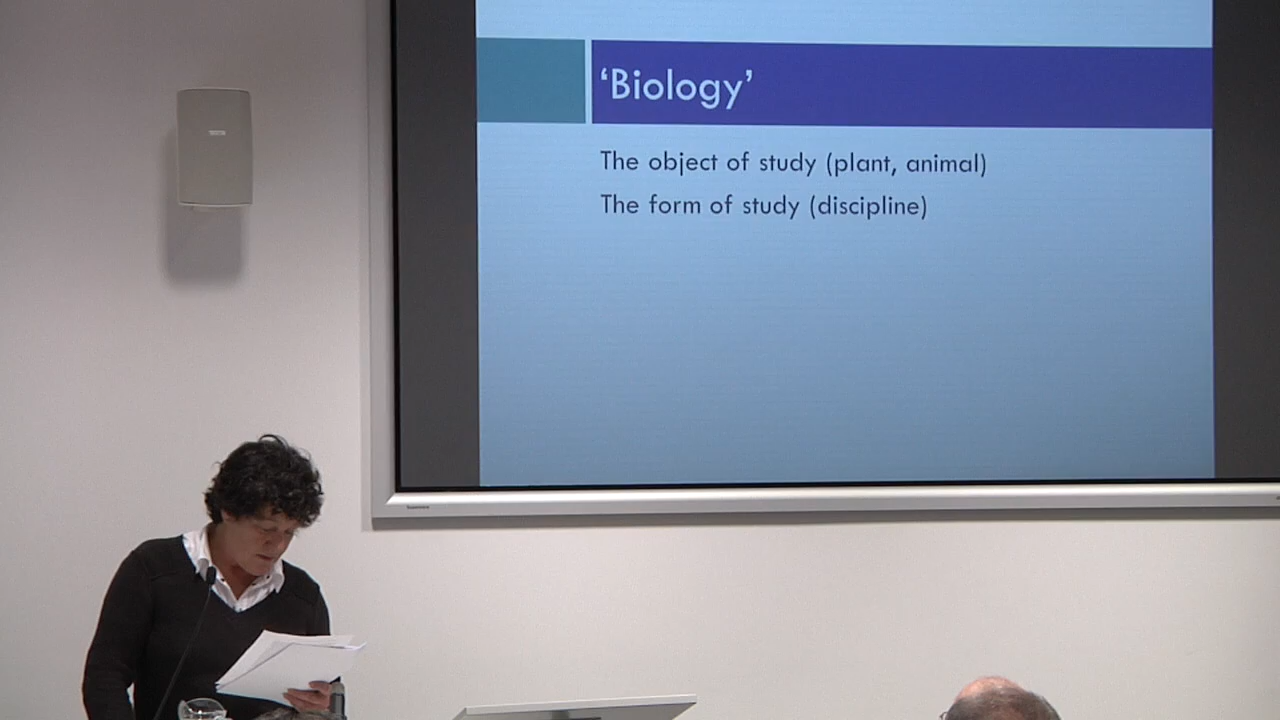 ‘Biology’
The object of study (plant, animal)
The form of study (discipline)